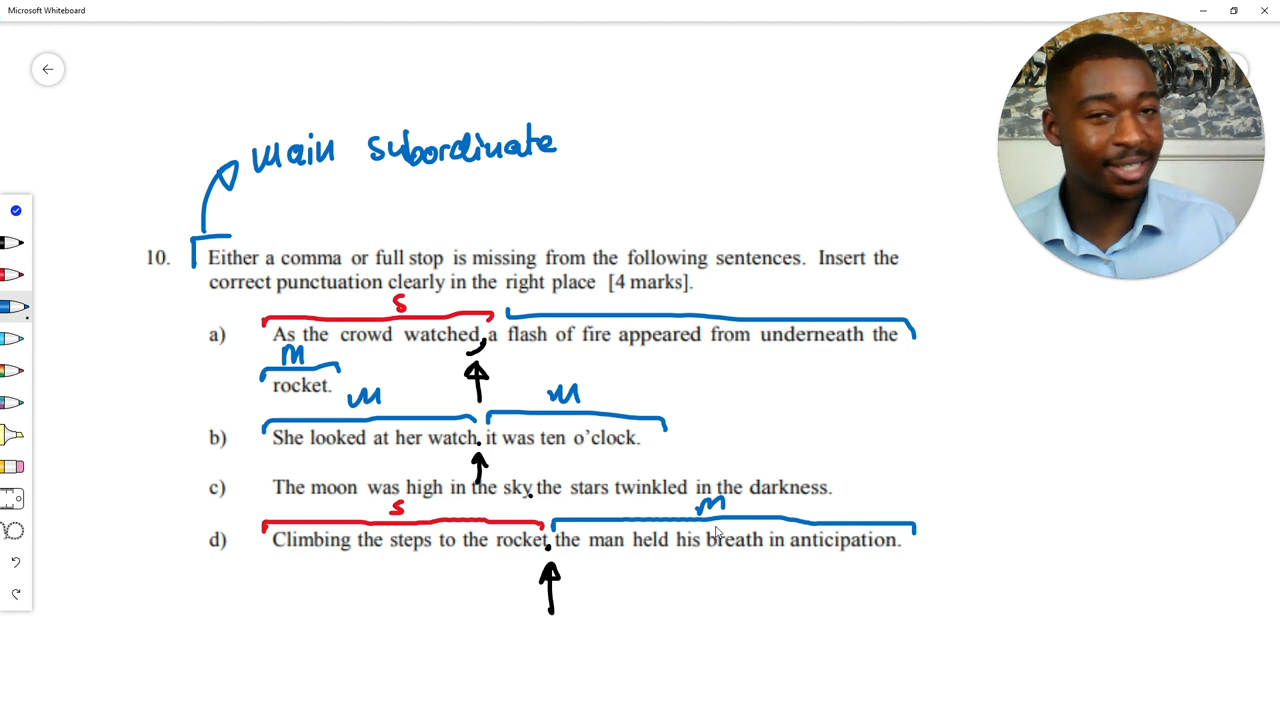 Microsoft Whiteboard
main subordinate
10. Either a comma or full stop is missing from the following sentences. Insert the
correct punctuation clearly in the right place [4 marks].
s
a) As the crowd watched, a flash of fire appeared from underneath the
m
rocket.
m m
b) She looked at her watch. it was ten o’clock.
c) The moon was high in the sky. the stars twinkled in the darkness.
s m
d) Climbing the steps to the rocket. the man held his breath in anticipation.